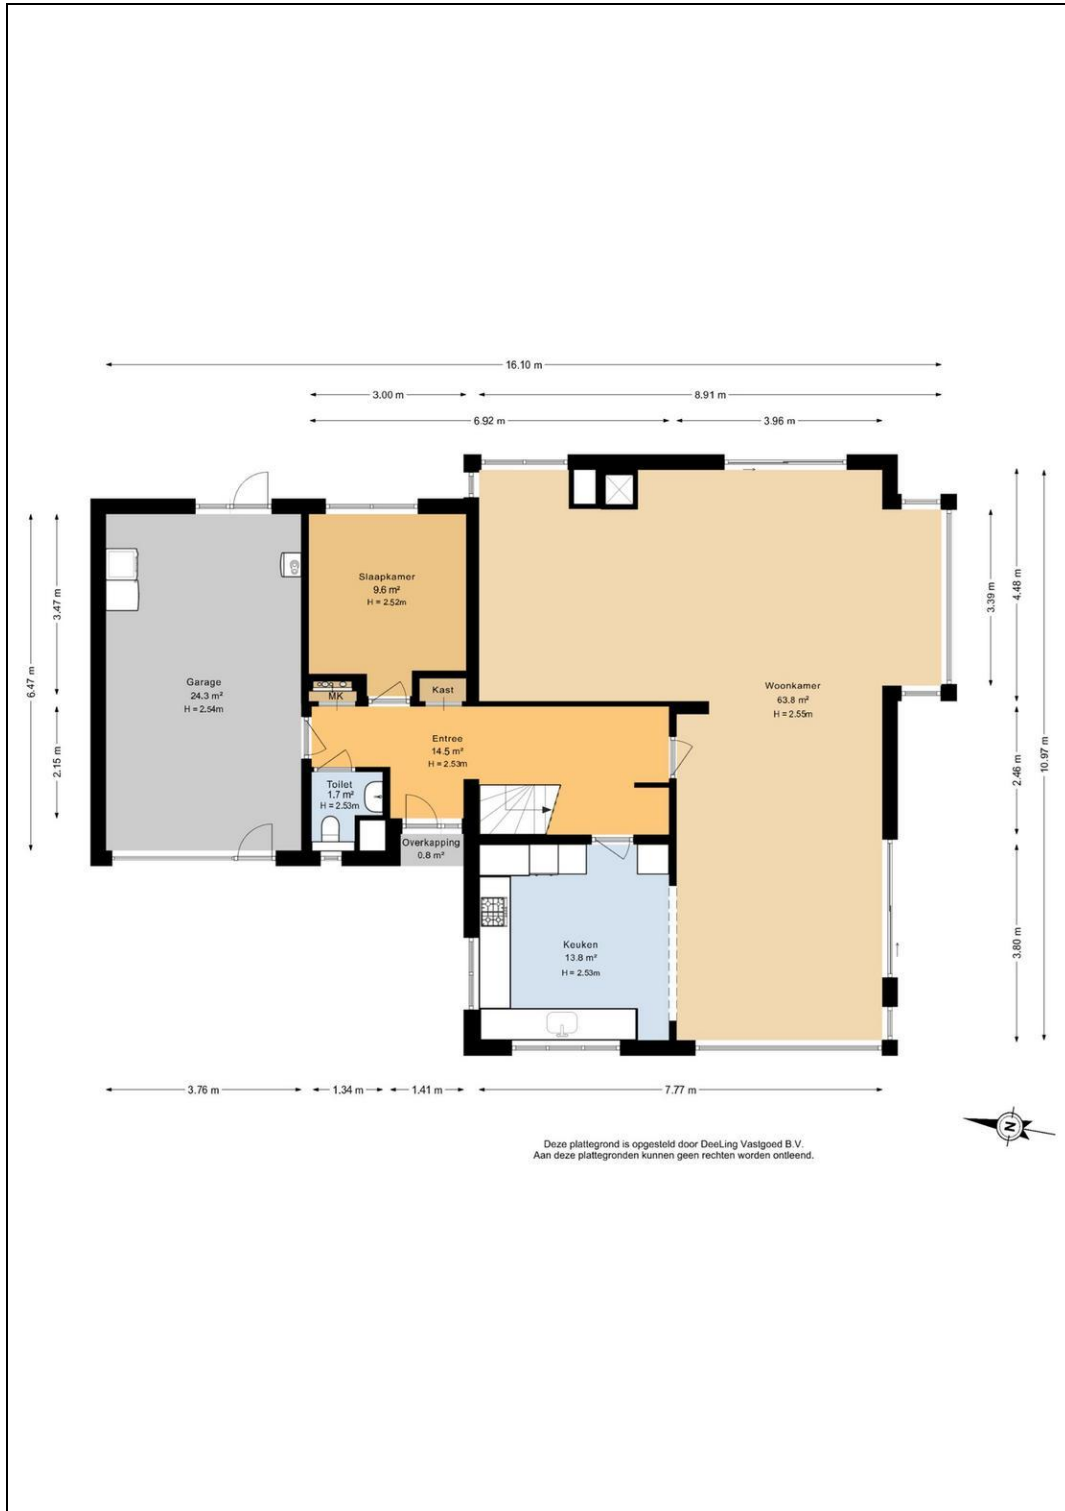 16.10 m
3.00 m
8.91 m
6.92 m
3.96 m
3.47 m
6.47 m
2.15 m
3.39 m
4.48 m
2.46 m
10.97 m
3.80 m
Slaapkamer
9.6 m²
H = 2.52m
Garage
24.3 m²
H = 2.54m
MK
Kast
Woonkamer
63.8 m²
H = 2.55m
Entree
14.5 m²
H = 2.53m
Toilet
1.7 m²
H = 2.53m
Overkapping
0.8 m²
Keuken
13.8 m²
H = 2.53m
3.76 m
1.34 m
1.41 m
7.77 m
N
Deze plattegrond is opgesteld door DeeLing Vastgoed B.V.
Aan deze plattegronden kunnen geen rechten worden ontleend.